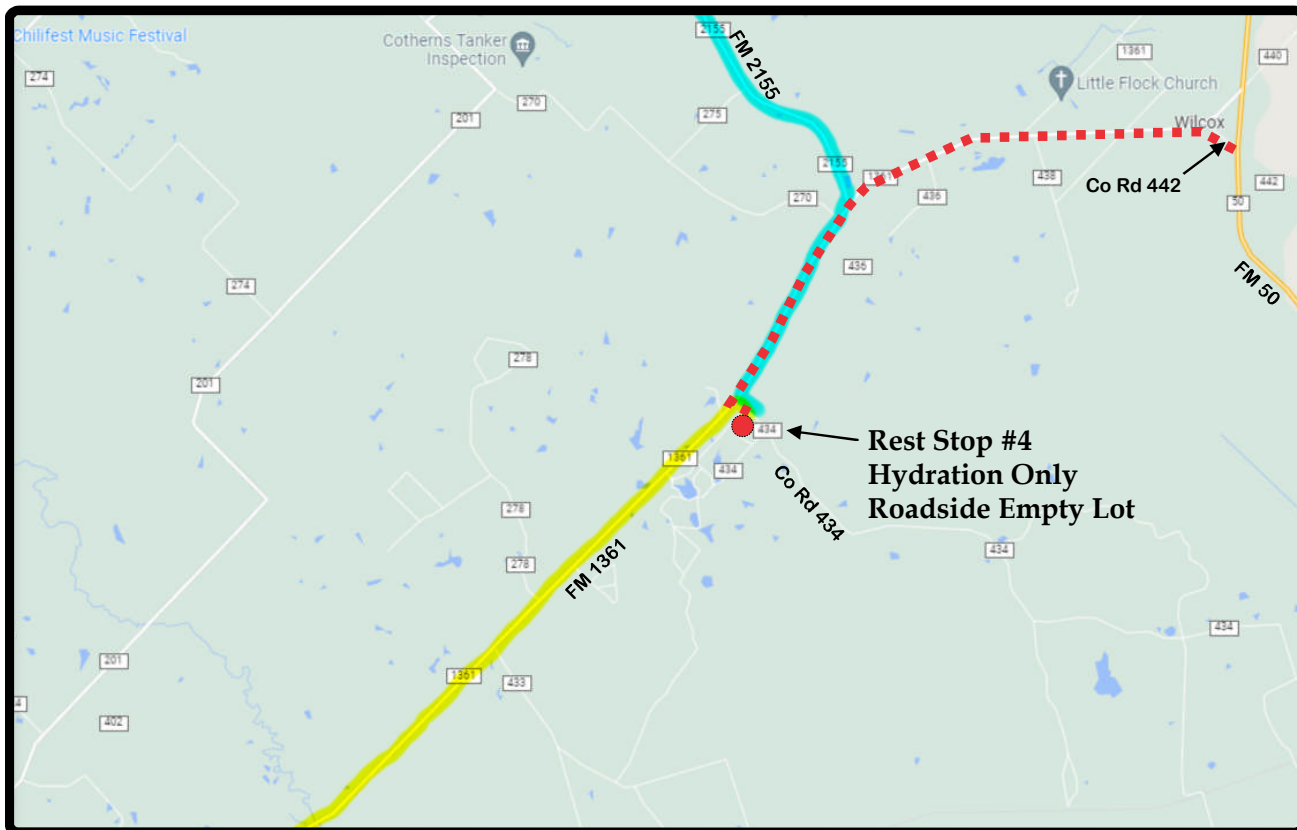 Chilifest Music Festival
Cotherns Tanker
Inspection
2155
FM 2155
1361
440
274
Little Flock Church
270
275
201
Wilcox
2155
1361
438
Co Rd 442
442
270
436
50
436
FM 50
274
278
201
434
Rest Stop #4
Hydration Only
Roadside Empty Lot
1361
434
Co Rd 434
278
434
278
FM 1361
434
201
1361
433
4
402